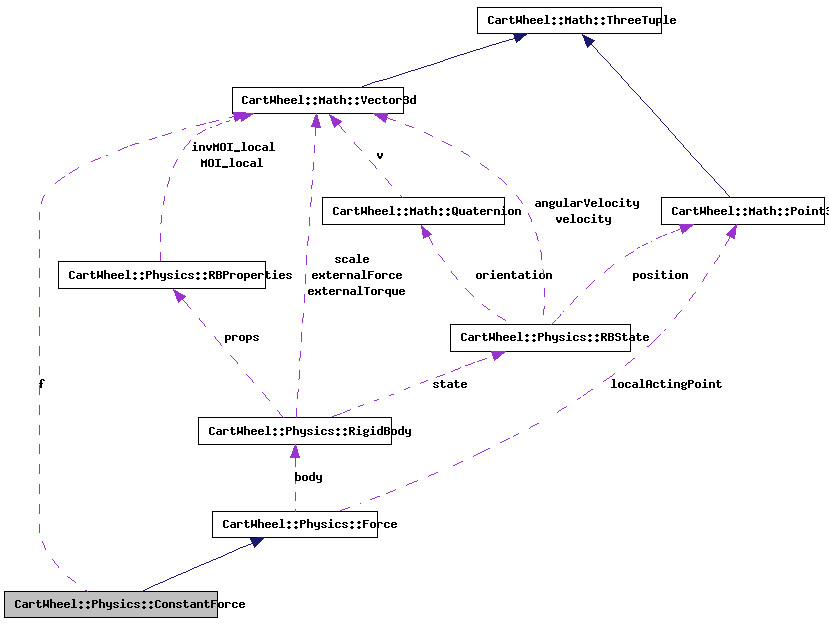 CartWheel::Math::ThreeTuple
CartWheel::Math::Vector3d
invMOI_local
MOI_local
v
CartWheel::Math::Quaternion
angularVelocity
velocity
CartWheel::Math::Point3
CartWheel::Physics::RBProperties
scale
externalForce
externalTorque
orientation
position
props
CartWheel::Physics::RBState
f
state
localActingPoint
CartWheel::Physics::RigidBody
body
CartWheel::Physics::Force
CartWheel::Physics::ConstantForce